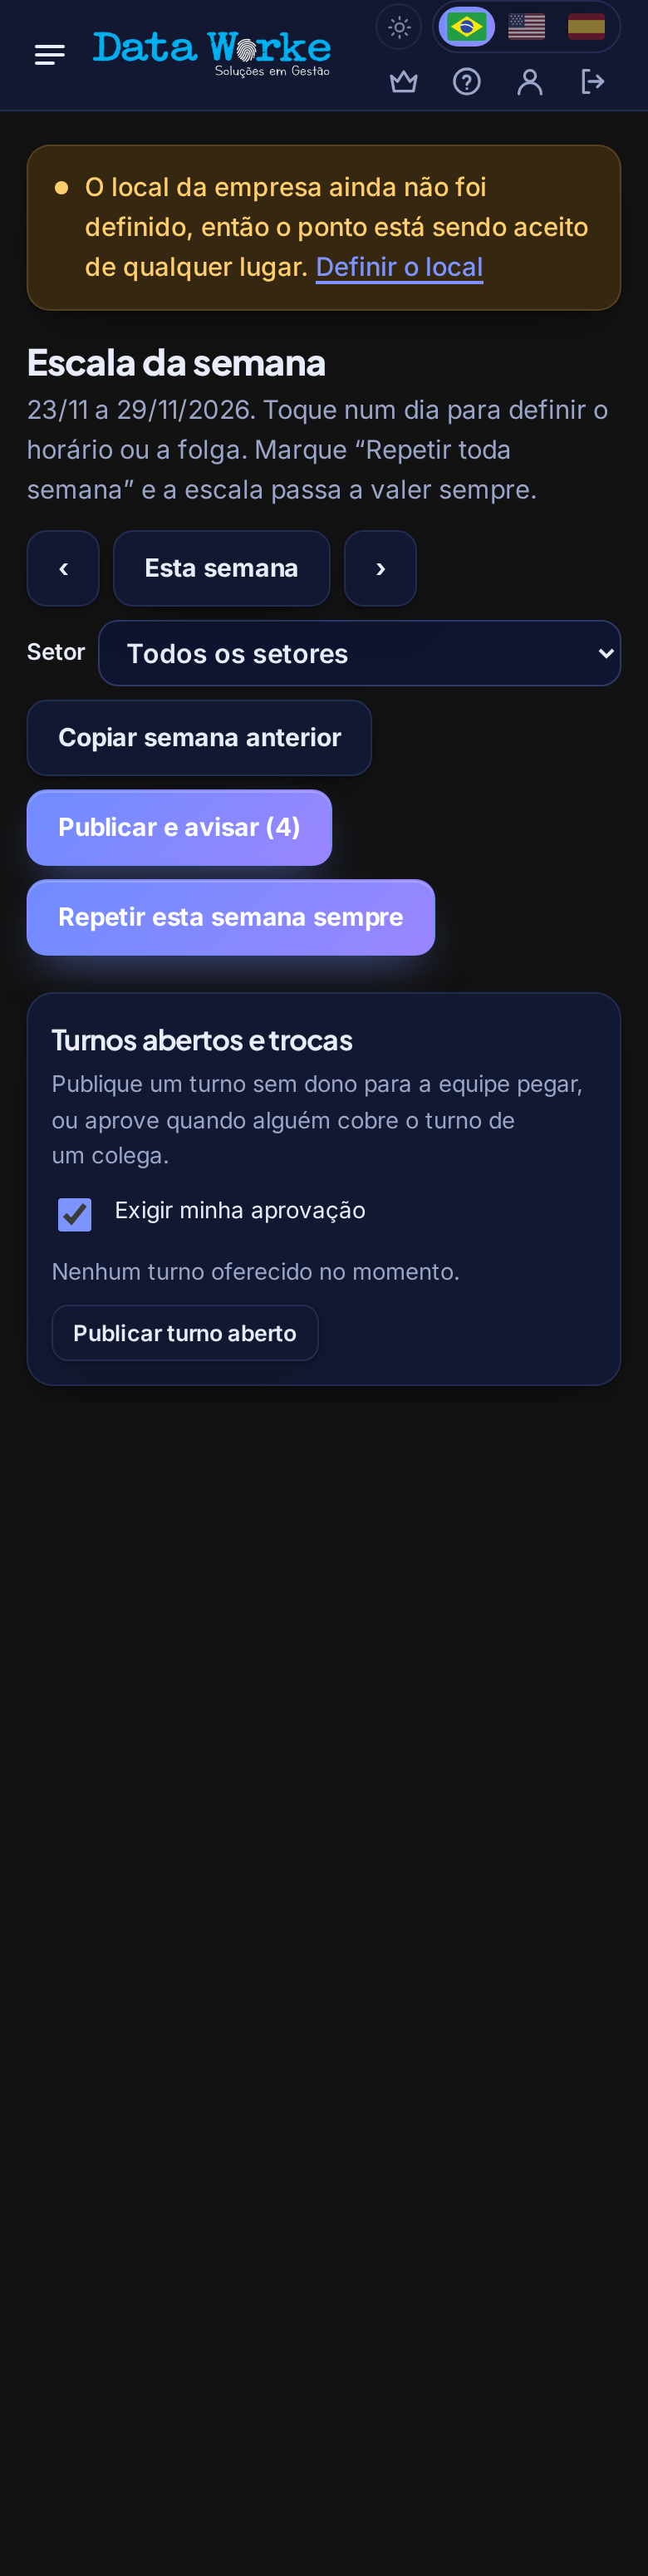 Data Worke
Soluções em Gestão
O local da empresa ainda não foi
definido, então o ponto está sendo aceito
de qualquer lugar. Definir o local
Escala da semana
23/11 a 29/11/2026. Toque num dia para definir o
horário ou a folga. Marque “Repetir toda
semana” e a escala passa a valer sempre.
‹ Esta semana ›
Setor Todos os setores
Copiar semana anterior
Publicar e avisar (4)
Repetir esta semana sempre
Turnos abertos e trocas
Publique um turno sem dono para a equipe pegar,
ou aprove quando alguém cobre o turno de
um colega.
Exigir minha aprovação
Nenhum turno oferecido no momento.
Publicar turno aberto